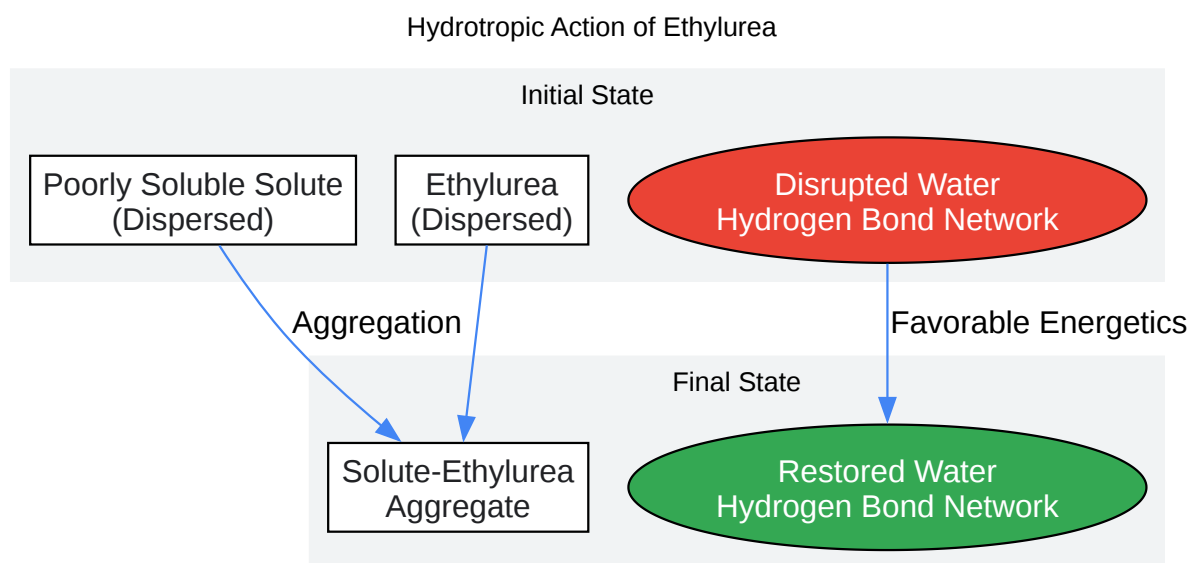 Hydrotropic Action of Ethylurea
Initial State
Poorly Soluble Solute
(Dispersed)
Ethylurea
(Dispersed)
Disrupted Water
Hydrogen Bond Network
Aggregation
Favorable Energetics
Final State
Solute-Ethylurea
Aggregate
Restored Water
Hydrogen Bond Network